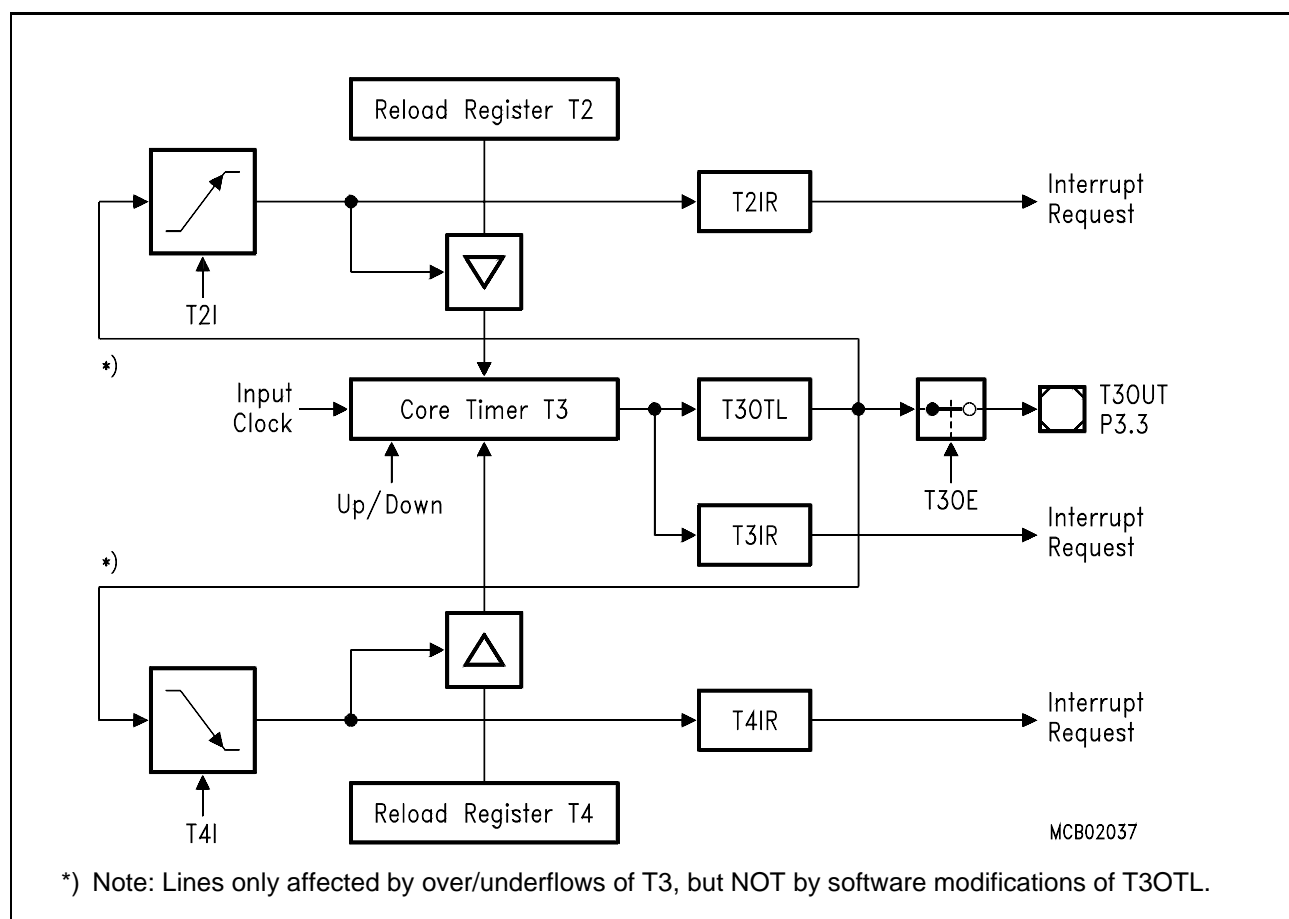 Reload Register T2
T2IR
Interrupt
Request
T2I
*)
Input
Clock
Core Timer T3
T3OTL
T3OUT
P3.3
Up/Down
T3OE
T3IR
Interrupt
Request
*)
T4IR
Interrupt
Request
T4I
Reload Register T4
MCB02037
*) Note: Lines only affected by over/underflows of T3, but NOT by software modifications of T3OTL.